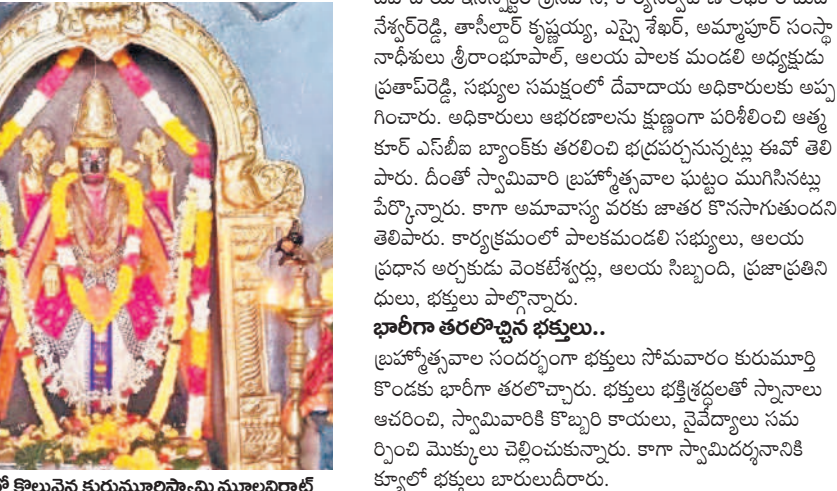 నేశ్వర్‌రెడ్డి, తాసీల్దార్ కృష్ణయ్య, ఎస్సై శేఖర్, అమ్మాపూర్ సంస్థా
నాధీశులు శ్రీరాంభూపాల్, ఆలయ పాలక మండలి అధ్యక్షుడు
ప్రతాప్‌రెడ్డి, సభ్యుల సమక్షంలో దేవాదాయ అధికారులకు అప్ప
గించారు. అధికారులు ఆభరణాలను క్షుణ్ణంగా పరిశీలించి ఆత్మ
కూర్ ఎస్‌బీఐ బ్యాంక్‌కు తరలించి భద్రపర్చనున్నట్లు ఈవో తెలి
పారు. దీంతో స్వామివారి బ్రహ్మోత్సవాల ఘట్టం ముగిసినట్లు
పేర్కొన్నారు. కాగా అమావాస్య వరకు జాతర కొనసాగుతుందని
తెలిపారు. కార్యక్రమంలో పాలకమండలి సభ్యులు, ఆలయ
ప్రధాన అర్చకుడు వెంకటేశ్వర్లు, ఆలయ సిబ్బంది, ప్రజాప్రతిని
ధులు, భక్తులు పాల్గొన్నారు.
భారీగా తరలొచ్చిన భక్తులు..
బ్రహ్మోత్సవాల సందర్భంగా భక్తులు సోమవారం కురుమూర్తి
కొండకు భారీగా తరలొచ్చారు. భక్తులు భక్తిశ్రద్ధలతో స్నానాలు
ఆచరించి, స్వామివారికి కొబ్బరి కాయలు, నైవేద్యాలు సమ
ర్పించి మొక్కులు చెల్లించుకున్నారు. కాగా స్వామిదర్శనానికి
క్యూలో భక్తులు బారులుదీరారు.
కొలువైన కురుమూర్తిస్వామి మూలవిరాట్